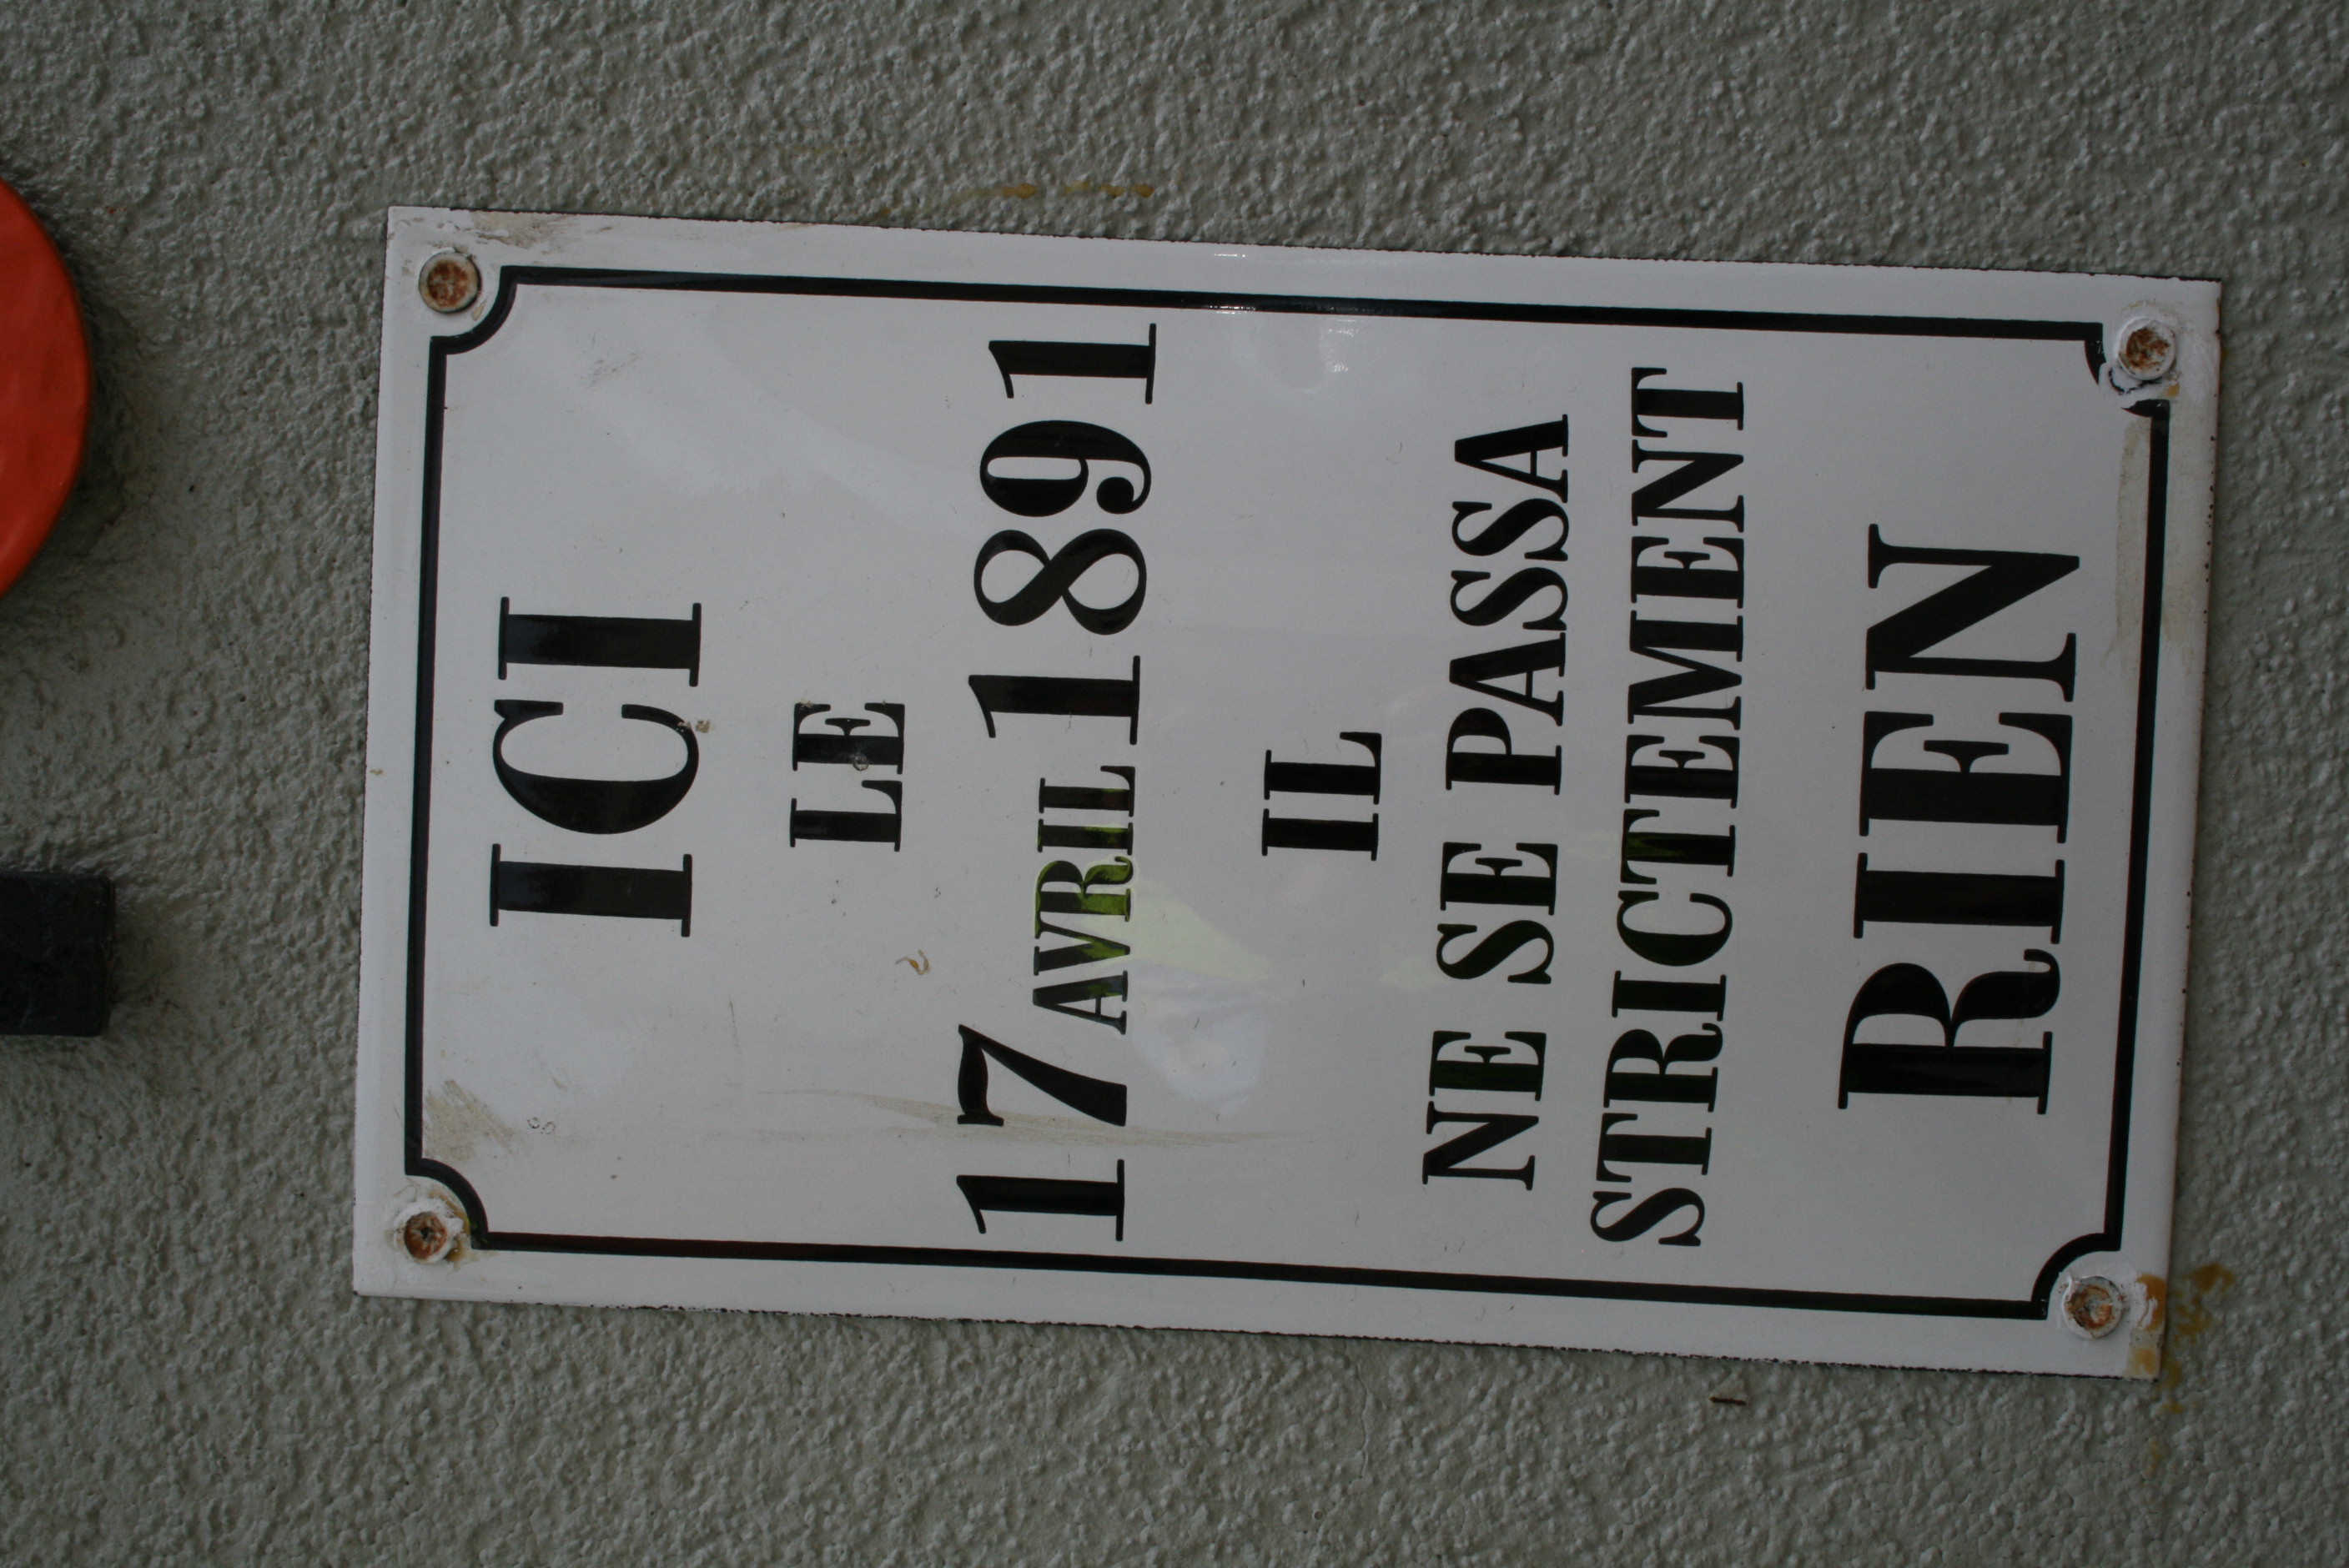 ICI
LE
17 AVRIL 1891
IL
NE SE PASSA
STRICTEMENT
RIEN